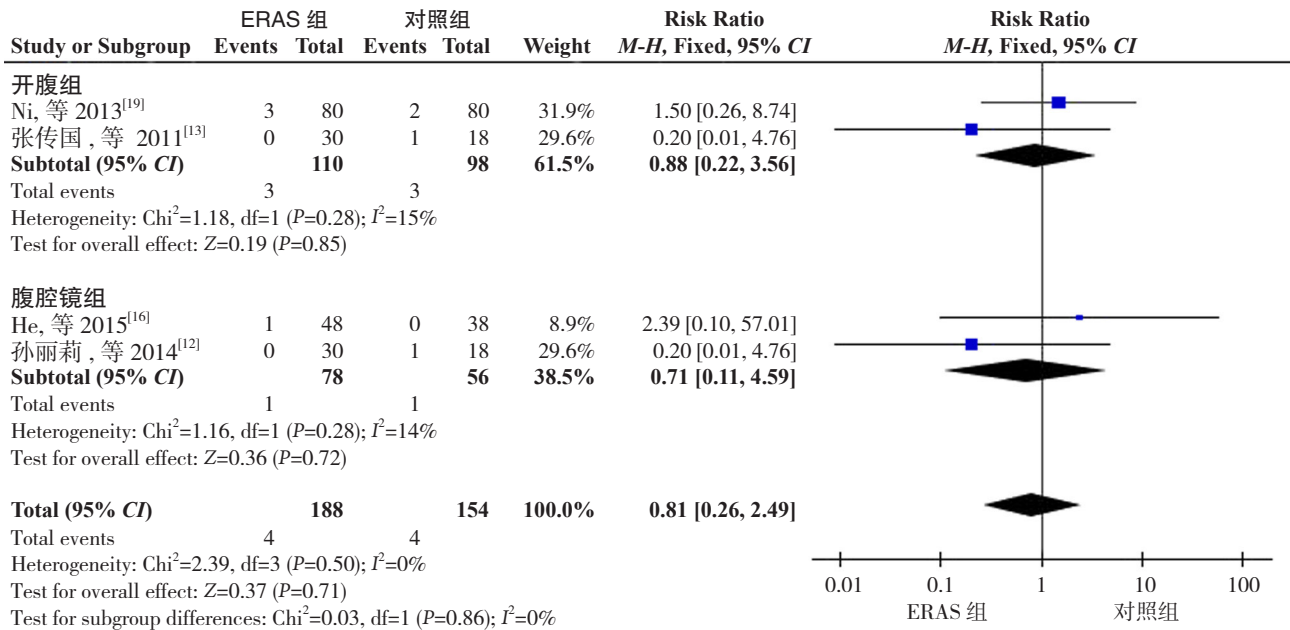 ERAS 组 对照组 Risk Ratio Risk Ratio
Study or Subgroup Events Total Events Total Weight M-H, Fixed, 95% CI M-H, Fixed, 95% CI
开腹组
Ni, 等 2013[19] 3 80 2 80 31.9% 1.50 [0.26, 8.74]
张传国 , 等 2011[13] 0 30 1 18 29.6% 0.20 [0.01, 4.76]
Subtotal (95% CI) 110 98 61.5% 0.88 [0.22, 3.56]
Total events 3 3
Heterogeneity: Chi²=1.18, df=1 (P=0.28); I²=15%
Test for overall effect: Z=0.19 (P=0.85)
腹腔镜组
He, 等 2015[16] 1 48 0 38 8.9% 2.39 [0.10, 57.01]
孙丽莉 , 等 2014[12] 0 30 1 18 29.6% 0.20 [0.01, 4.76]
Subtotal (95% CI) 78 56 38.5% 0.71 [0.11, 4.59]
Total events 1 1
Heterogeneity: Chi²=1.16, df=1 (P=0.28); I²=14%
Test for overall effect: Z=0.36 (P=0.72)
Total (95% CI) 188 154 100.0% 0.81 [0.26, 2.49]
Total events 4 4
Heterogeneity: Chi²=2.39, df=3 (P=0.50); I²=0%
Test for overall effect: Z=0.37 (P=0.71)
Test for subgroup differences: Chi²=0.03, df=1 (P=0.86); I²=0%
0.01 0.1 1 10 100
ERAS 组 对照组